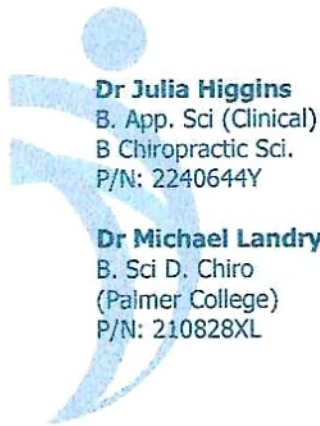 Dr Julia Higgins
B. App. Sci (Clinical)
B Chiropractic Sci.
P/N: 2240644Y
Dr Michael Landry
B. Sci D. Chiro
(Palmer College)
P/N: 210828XL